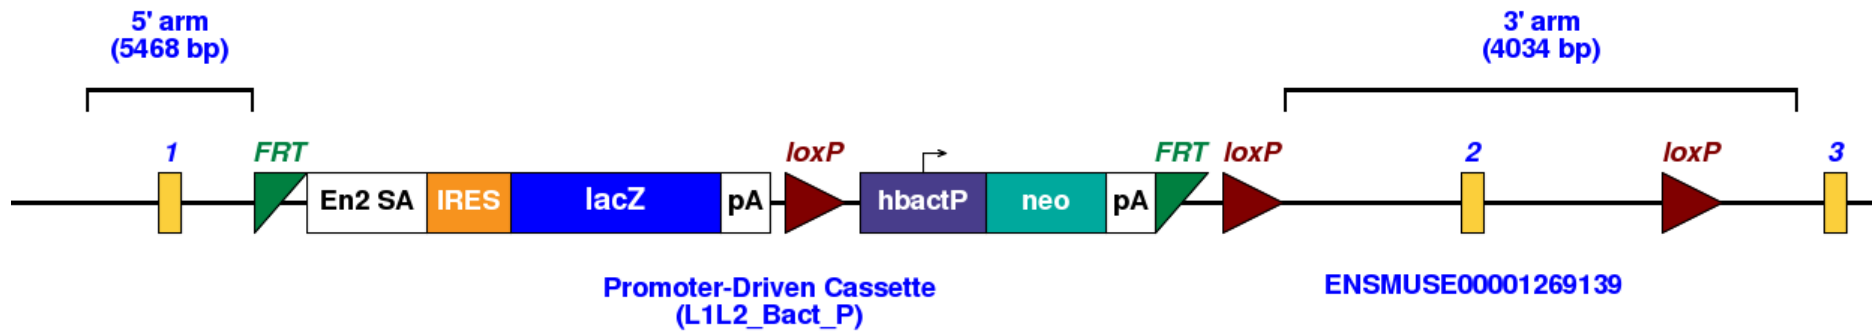 5' arm
(5468 bp)
3' arm
(4034 bp)
1
FRT
loxP
FRT
loxP
2
loxP
3
En2 SA
IRES
lacZ
pA
hbactP
neo
pA
Promoter-Driven Cassette
(L1L2_Bact_P)
ENSMUSE00001269139